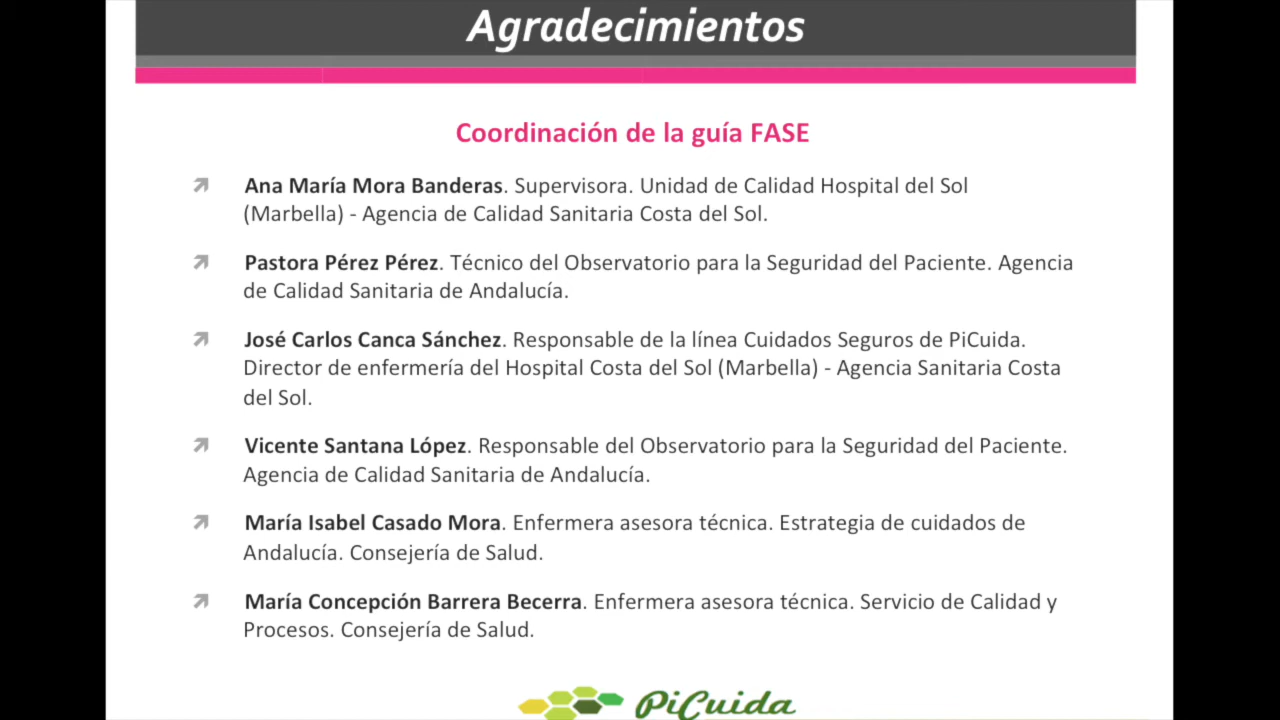 Agradecimientos
Coordinación de la guía FASE
Ana María Mora Banderas. Supervisora. Unidad de Calidad Hospital del Sol
(Marbella) - Agencia de Calidad Sanitaria Costa del Sol.
Pastora Pérez Pérez. Técnico del Observatorio para la Seguridad del Paciente. Agencia
de Calidad Sanitaria de Andalucía.
José Carlos Canca Sánchez. Responsable de la línea Cuidados Seguros de PiCuida.
Director de enfermería del Hospital Costa del Sol (Marbella) - Agencia Sanitaria Costa
del Sol.
Vicente Santana López. Responsable del Observatorio para la Seguridad del Paciente.
Agencia de Calidad Sanitaria de Andalucía.
María Isabel Casado Mora. Enfermera asesora técnica. Estrategia de cuidados de
Andalucía. Consejería de Salud.
María Concepción Barrera Becerra. Enfermera asesora técnica. Servicio de Calidad y
Procesos. Consejería de Salud.
PiCuida